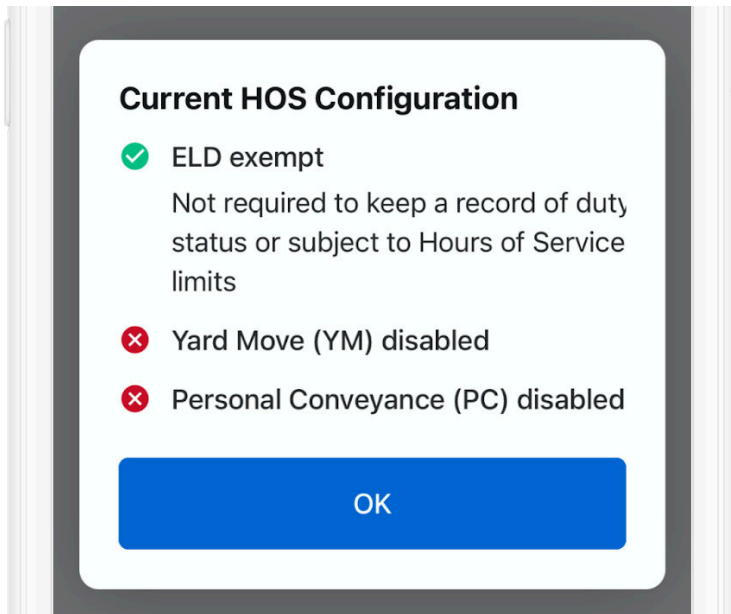 Current HOS Configuration
ELD exempt
Not required to keep a record of duty
status or subject to Hours of Service
limits
Yard Move (YM) disabled
Personal Conveyance (PC) disabled
OK